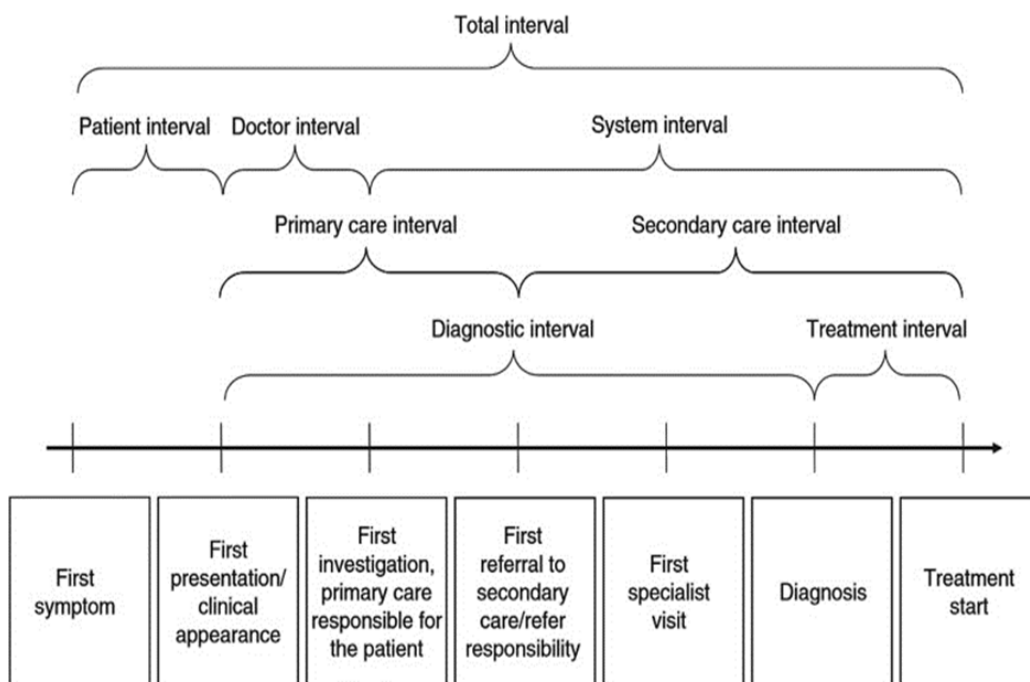 Total interval
Patient interval
Doctor interval
System interval
Primary care interval
Secondary care interval
Diagnostic interval
Treatment interval
First
symptom
First
presentation/
clinical
appearance
First
investigation,
primary care
responsible for
the patient
First
referral to
secondary
care/refer
responsibility
First
specialist
visit
Diagnosis
Treatment
start